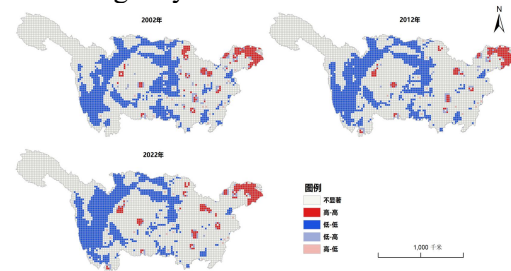 2002年
2012年
N
2022年
图例
不显著
高-高
低-低
低-高
高-低
1,000 千米